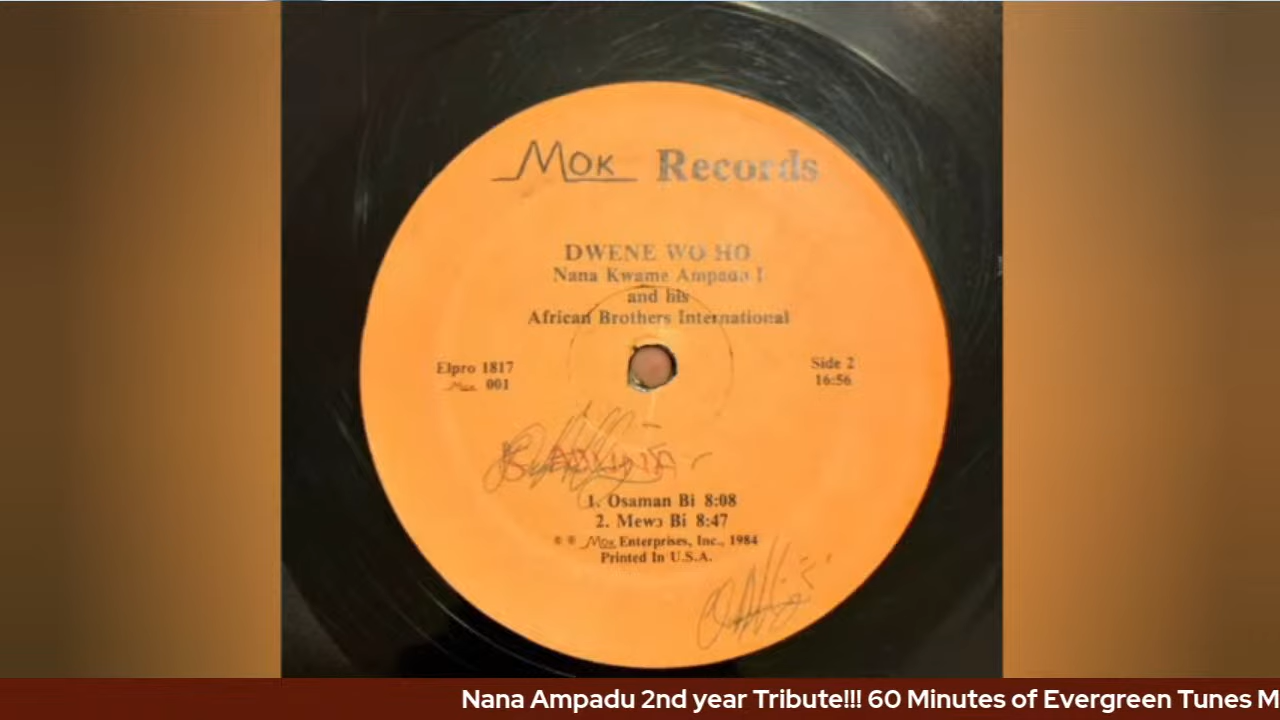 Mok Records
DWENE WO HO
Nana Kwame Ampadu I
and his
African Brothers International
Elpro 1817
Mok 001
Side 2
16:56
1. Osaman Bi 8:08
2. Mewɔ Bi 8:47
℗ © Mok Enterprises, Inc., 1984
Printed In U.S.A.
Nana Ampadu 2nd year Tribute!!! 60 Minutes of Evergreen Tunes M